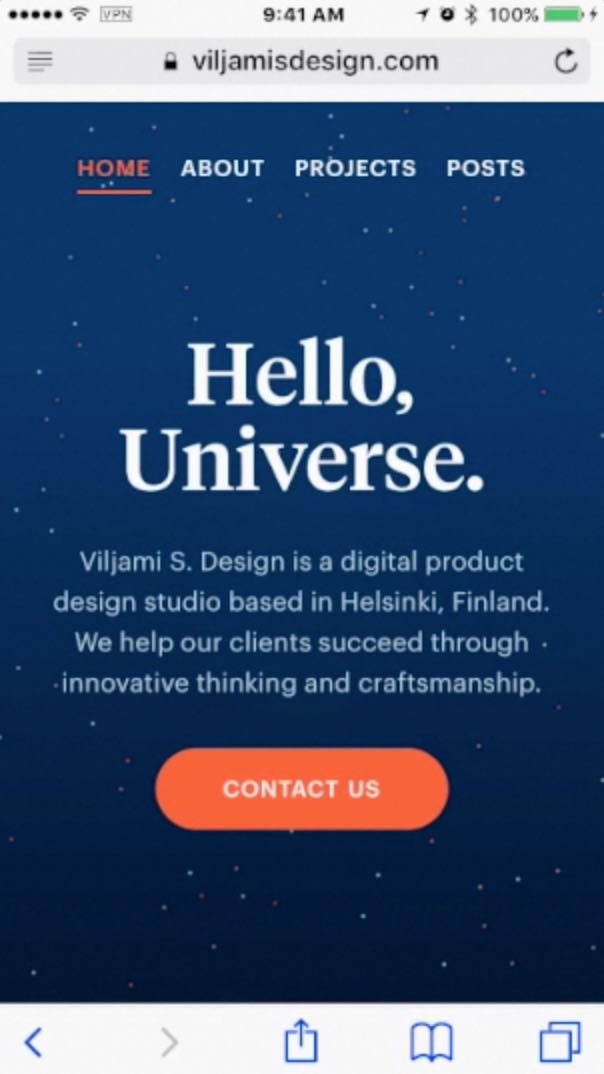 VPN 9:41 AM 100%
viljamisdesign.com
HOME ABOUT PROJECTS POSTS
Hello,
Universe.
Viljami S. Design is a digital product
design studio based in Helsinki, Finland.
We help our clients succeed through
innovative thinking and craftsmanship.
CONTACT US